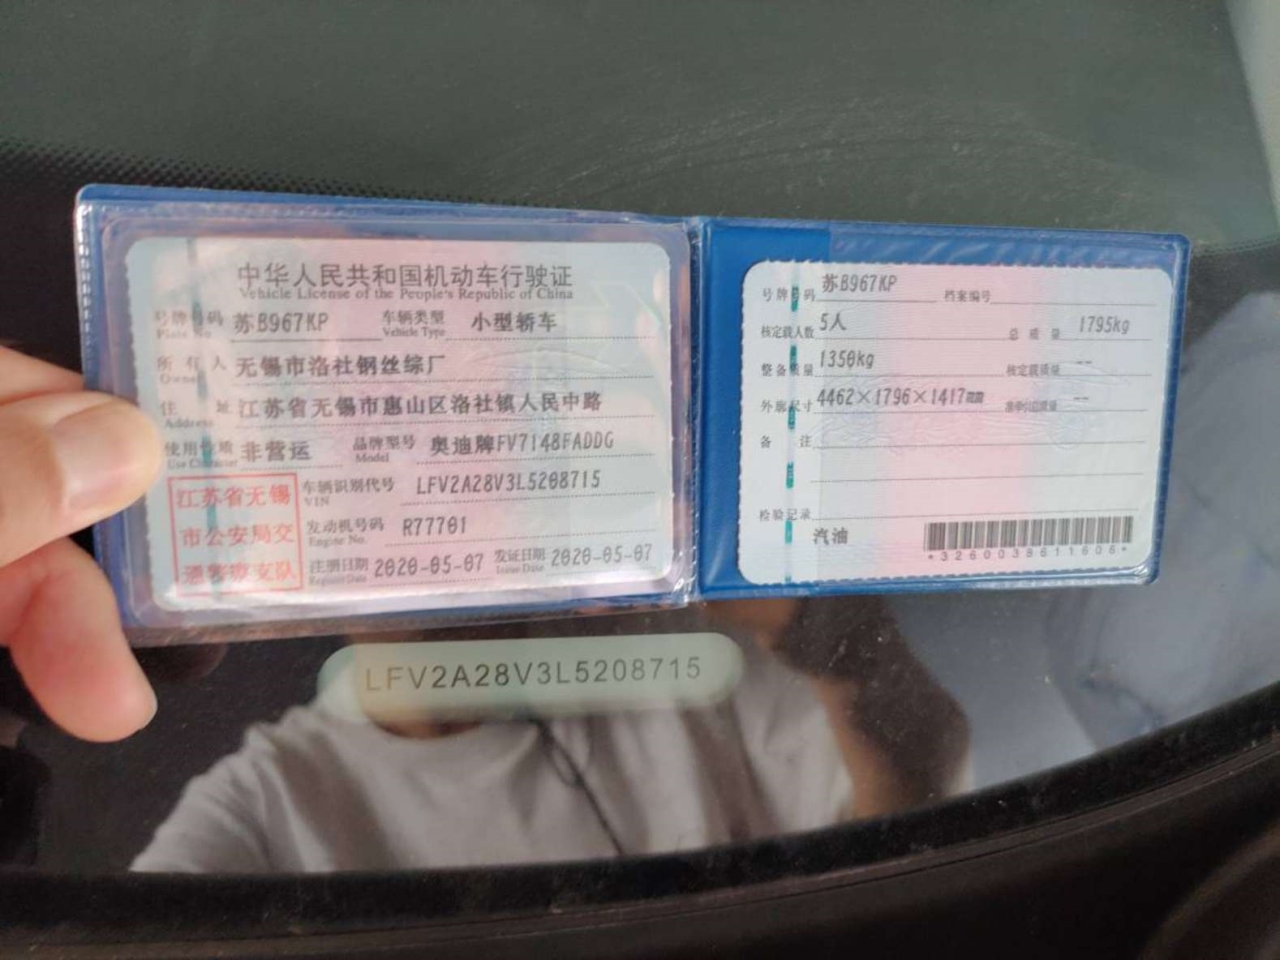 中华人民共和国机动车行驶证
Vehicle License of the People's Republic of China
号牌号码 苏B967KP 车辆类型 小型轿车
Plate No. Vehicle Type
所有人 无锡市洛社钢丝综厂
Owner
住址 江苏省无锡市惠山区洛社镇人民中路
Address
使用性质 非营运 品牌型号 奥迪牌FV7148FADDG
Use Character Model
江苏省无锡
市公安局交
通警察支队
车辆识别代号 LFV2A28V3L5208715
VIN
发动机号码 R77701
Engine No.
注册日期 2020-05-07 发证日期 2020-05-07
Register Date Issue Date
号牌号码 苏B967KP 档案编号
核定载人数 5人 总质量 1795kg
整备质量 1350kg 核定载质量 --
外廓尺寸 4462×1796×1417mm 准牵引总质量 --
备注
检验记录
汽油
*3260038611606*
LFV2A28V3L5208715